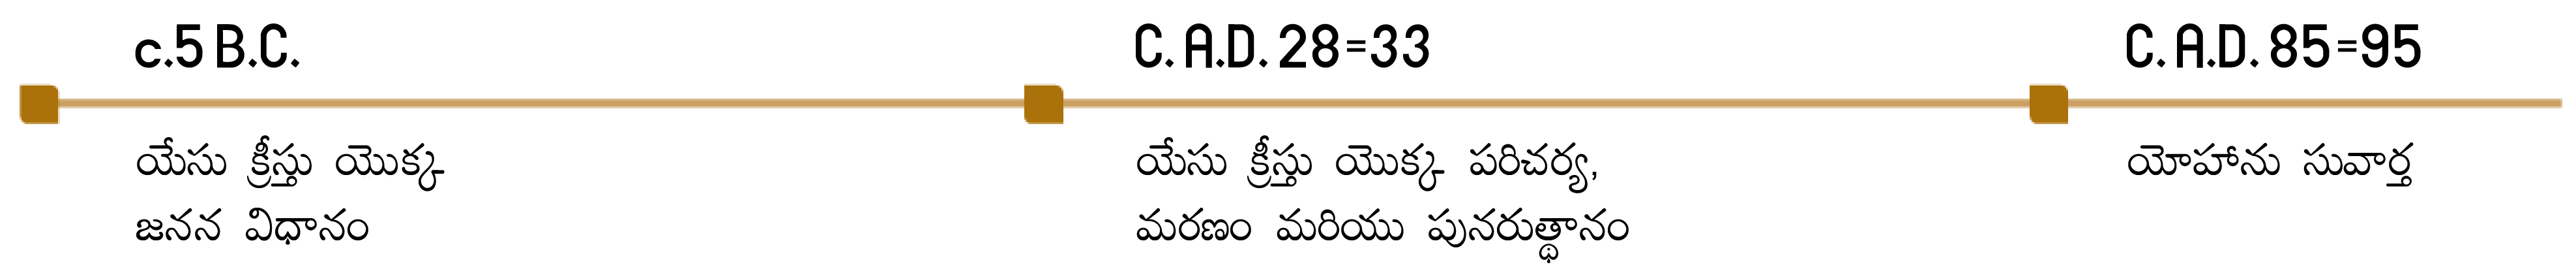 c.5 B.C.
యేసు క్రీస్తు యొక్క
జనన విధానం
C. A.D. 28=33
యేసు క్రీస్తు యొక్క పరిచర్య,
మరణం మరియు పునరుత్థానం
C. A.D. 85=95
యోహాను సువార్త